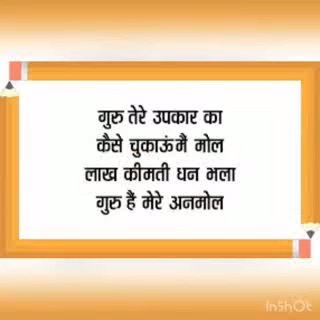 गुरु तेरे उपकार का
कैसे चुकाऊं मैं मोल
लाख कीमती धन भला
गुरु हैं मेरे अनमोल
InShOt